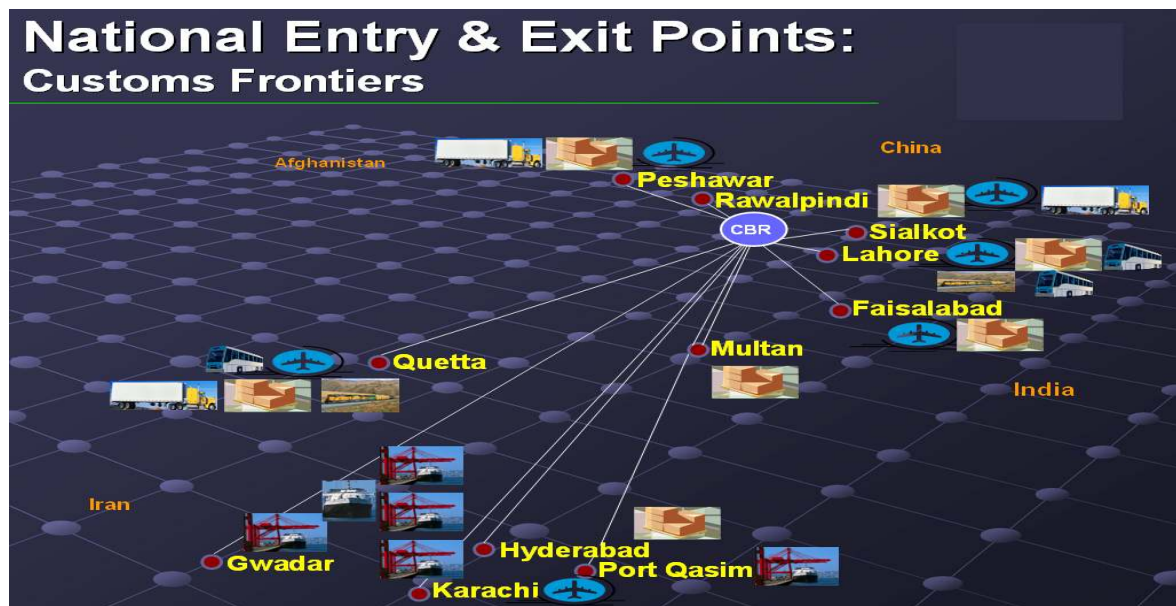 National Entry & Exit Points:
Customs Frontiers
China
Afghanistan
Peshawar
Rawalpindi
CBR
Sialkot
Lahore
Faisalabad
Multan
Quetta
India
Iran
Hyderabad
Gwadar
Port Qasim
Karachi